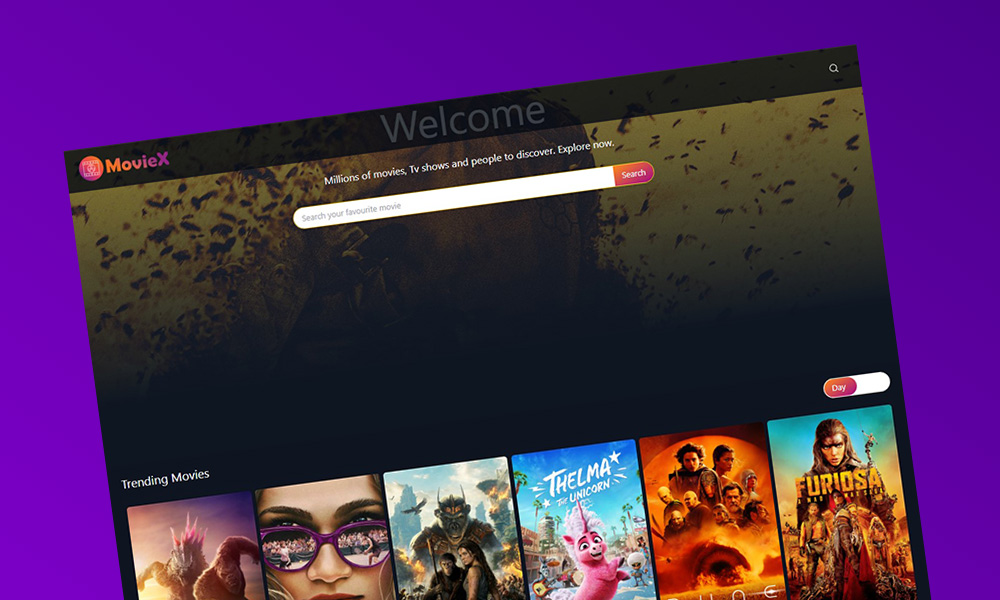 Welcome
MovieX
Millions of movies, Tv shows and people to discover. Explore now.
Search your favourite movie
Search
Day
Trending Movies
THELMA
THE UNICORN
DUNE
FURIOSA